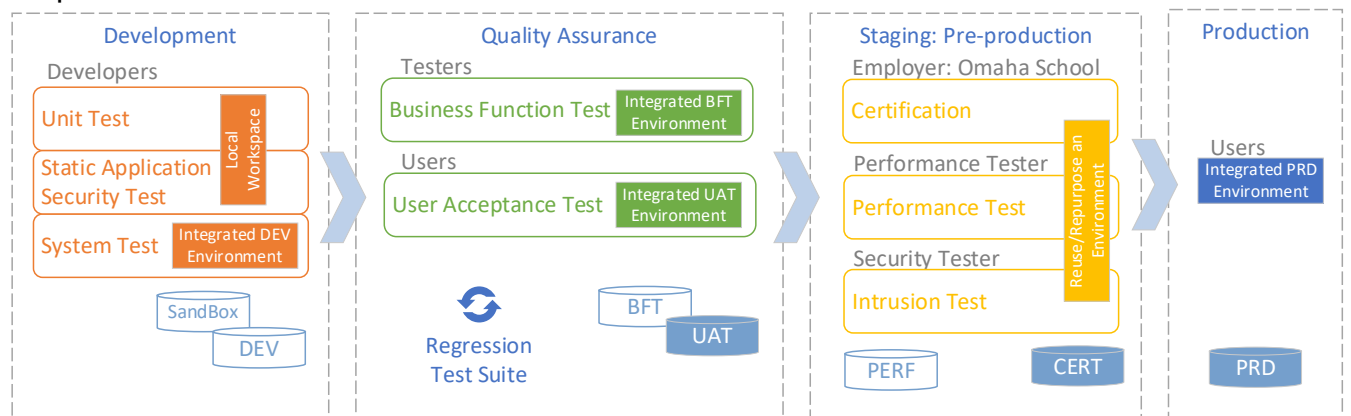 Development
Developers
Unit Test
Local
Workspace
Static Application
Security Test
System Test
Integrated DEV
Environment
SandBox
DEV
Quality Assurance
Testers
Business Function Test
Integrated BFT
Environment
Users
User Acceptance Test
Integrated UAT
Environment
Regression
Test Suite
BFT
UAT
Staging: Pre-production
Employer: Omaha School
Certification
Reuse/Repurpose an
Environment
Performance Tester
Performance Test
Security Tester
Intrusion Test
PERF
CERT
Production
Users
Integrated PRD
Environment
PRD